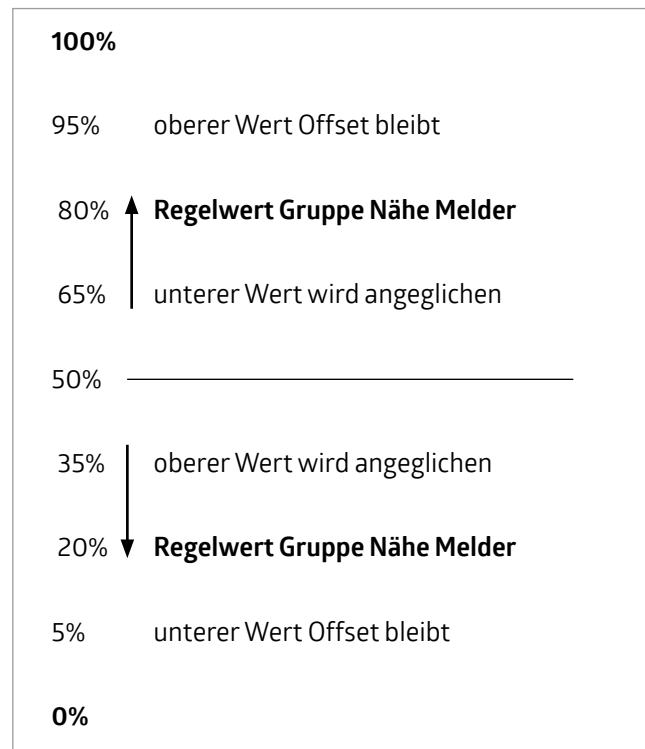 100%
95% oberer Wert Offset bleibt
80% Regelwert Gruppe Nähe Melder
65% unterer Wert wird angeglichen
50%
35% oberer Wert wird angeglichen
20% Regelwert Gruppe Nähe Melder
5% unterer Wert Offset bleibt
0%